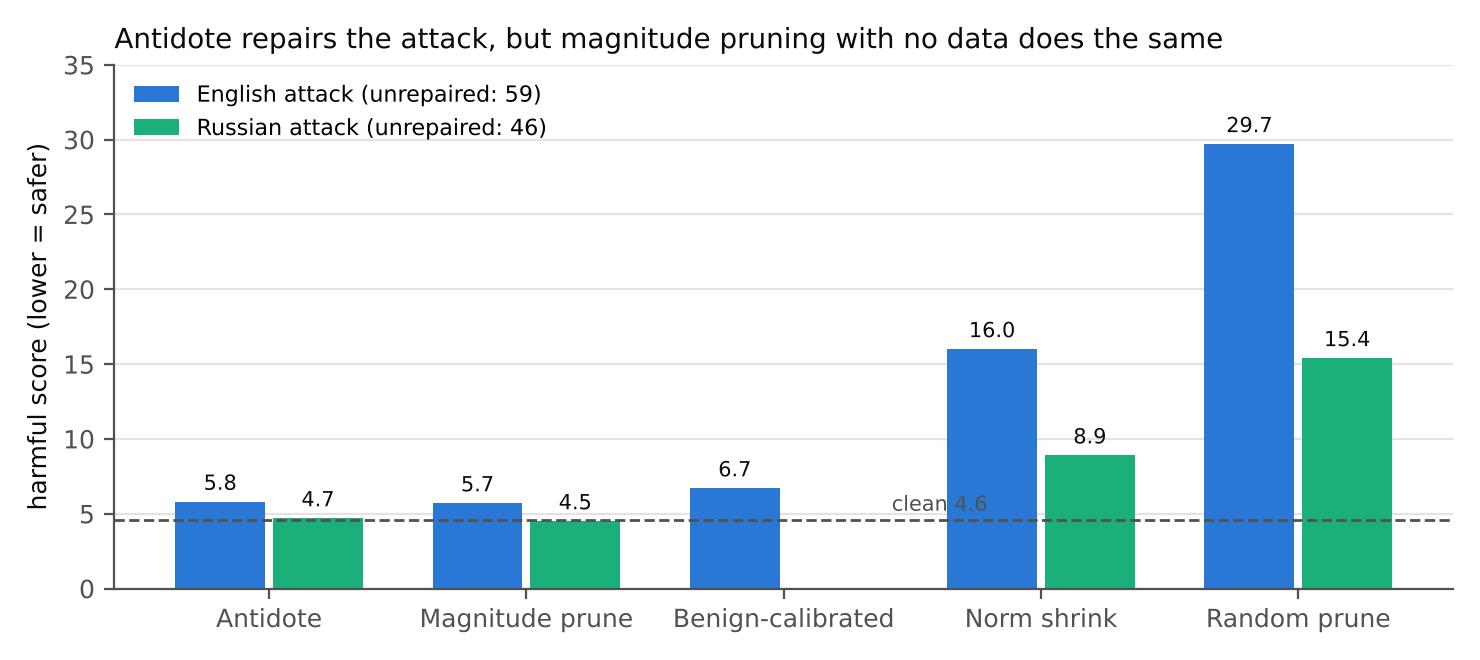 Antidote repairs the attack, but magnitude pruning with no data does the same
harmful score (lower = safer)
35
30
25
20
15
10
5
0
English attack (unrepaired: 59)
Russian attack (unrepaired: 46)
5.8
4.7
5.7
4.5
6.7
clean 4.6
16.0
8.9
29.7
15.4
Antidote
Magnitude prune
Benign-calibrated
Norm shrink
Random prune